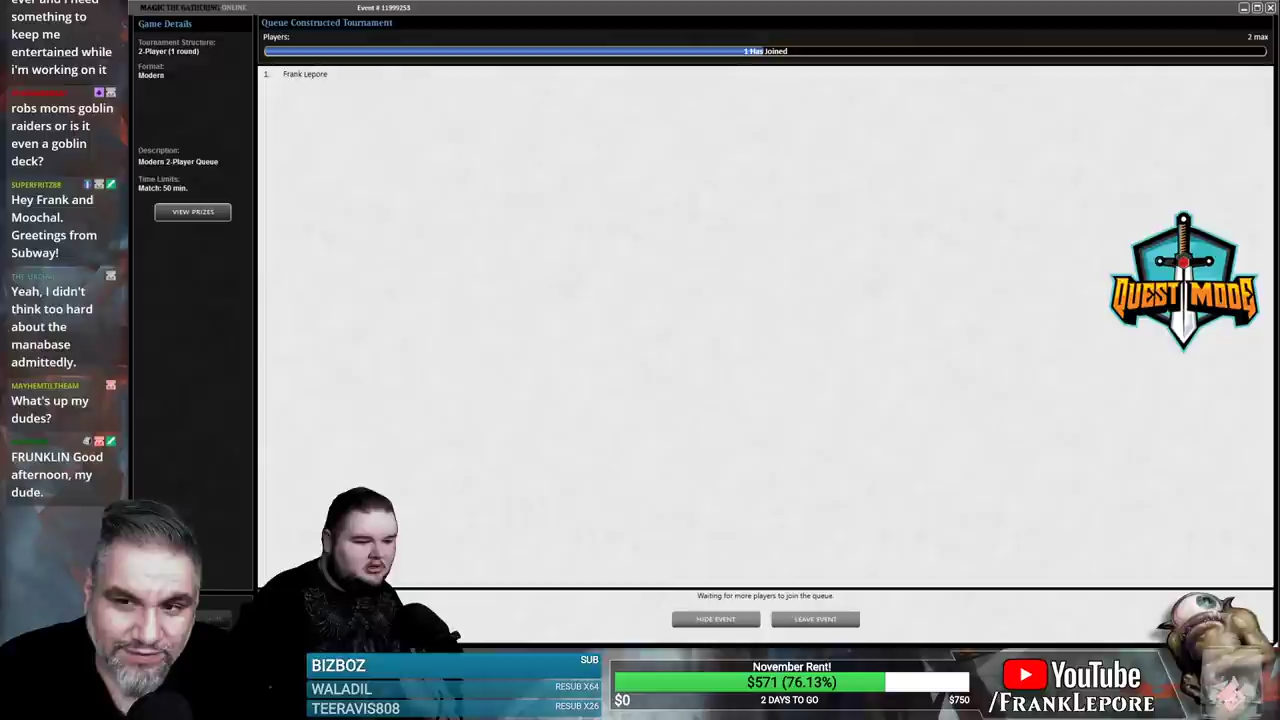 ever and I need
something to
keep me
entertained while
i'm working on it
robs moms goblin
raiders or is it
even a goblin
deck?
SUPERFRITZ88
Hey Frank and
Moochal.
Greetings from
Subway!
Yeah, I didn't
think too hard
about the
manabase
admittedly.
MAYHEMTILTHEAM
What's up my
dudes?
FRUNKLIN Good
afternoon, my
dude.
MAGIC THE GATHERING ONLINE
Event # 11999253
Game Details
Tournament Structure:
2-Player (1 round)
Format:
Modern
Description:
Modern 2-Player Queue
Time Limits:
Match: 50 min.
VIEW PRIZES
Queue Constructed Tournament
Players:
2 max
1 Has Joined
1. Frank Lepore
QUEST MODE
Waiting for more players to join the queue.
HIDE EVENT
LEAVE EVENT
BIZBOZ SUB
WALADIL RESUB X64
TEERAVIS808 RESUB X26
November Rent!
$571 (76.13%)
$0 2 DAYS TO GO $750
YouTube
/FRANKLEPORE